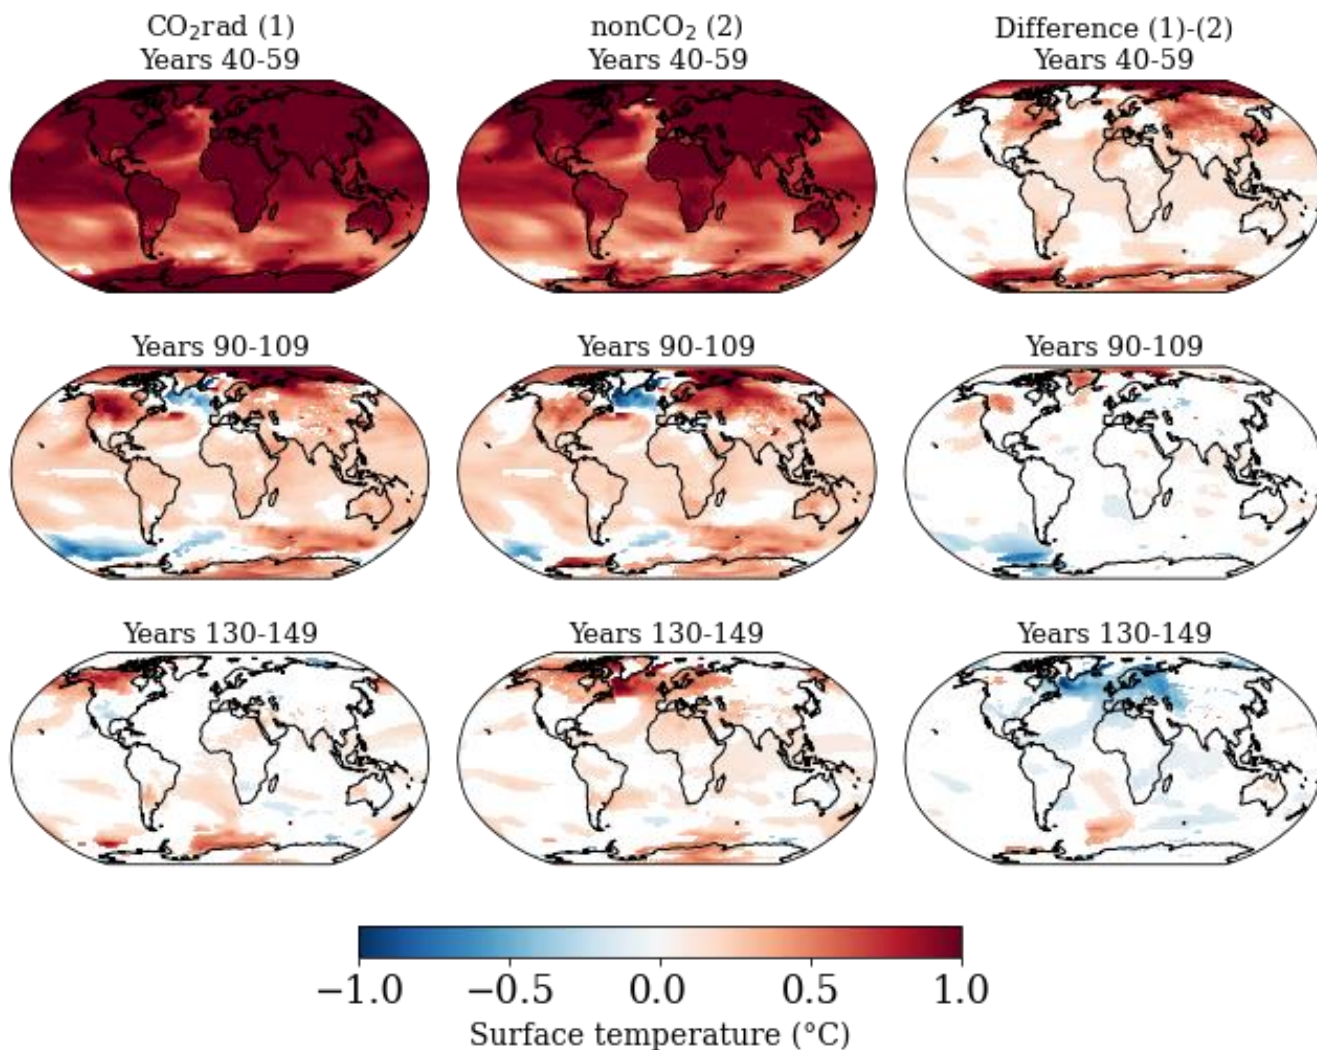 CO₂rad (1)
Years 40-59
nonCO₂ (2)
Years 40-59
Difference (1)-(2)
Years 40-59
Years 90-109
Years 90-109
Years 90-109
Years 130-149
Years 130-149
Years 130-149
−1.0 −0.5 0.0 0.5 1.0
Surface temperature (°C)